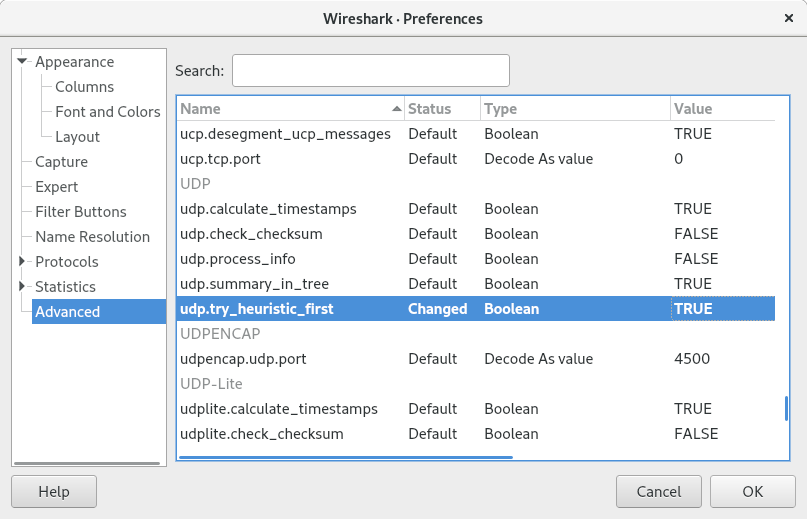 Wireshark · Preferences
Appearance
Columns
Font and Colors
Layout
Capture
Expert
Filter Buttons
Name Resolution
Protocols
Statistics
Advanced
Search:
Name Status Type Value
ucp.desegment_ucp_messages Default Boolean TRUE
ucp.tcp.port Default Decode As value 0
UDP
udp.calculate_timestamps Default Boolean TRUE
udp.check_checksum Default Boolean FALSE
udp.process_info Default Boolean FALSE
udp.summary_in_tree Default Boolean TRUE
udp.try_heuristic_first Changed Boolean TRUE
UDPENCAP
udpencap.udp.port Default Decode As value 4500
UDP-Lite
udplite.calculate_timestamps Default Boolean TRUE
udplite.check_checksum Default Boolean FALSE
Help Cancel OK